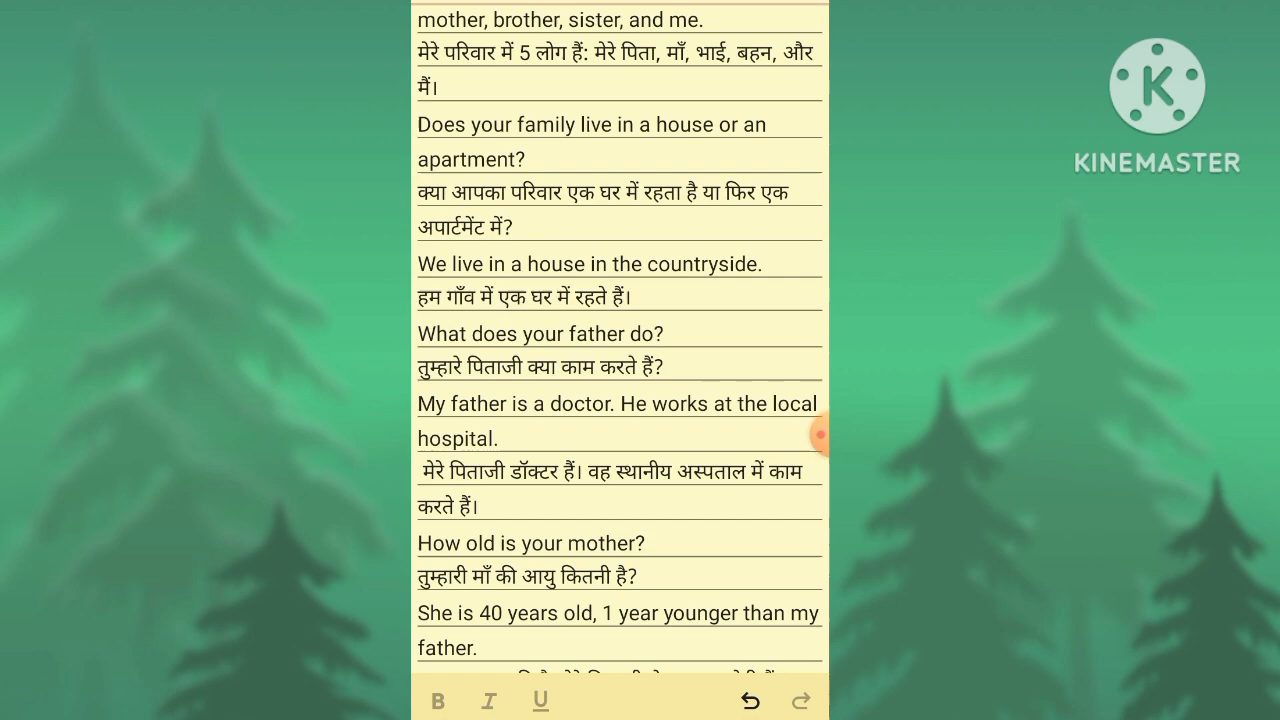 mother, brother, sister, and me.
मेरे परिवार में 5 लोग हैं: मेरे पिता, माँ, भाई, बहन, और
मैं।
Does your family live in a house or an
apartment?
क्या आपका परिवार एक घर में रहता है या फिर एक
अपार्टमेंट में?
We live in a house in the countryside.
हम गाँव में एक घर में रहते हैं।
What does your father do?
तुम्हारे पिताजी क्या काम करते हैं?
My father is a doctor. He works at the local
hospital.
मेरे पिताजी डॉक्टर हैं। वह स्थानीय अस्पताल में काम
करते हैं।
How old is your mother?
तुम्हारी माँ की आयु कितनी है?
She is 40 years old, 1 year younger than my
father.
B I U
K
KINEMASTER